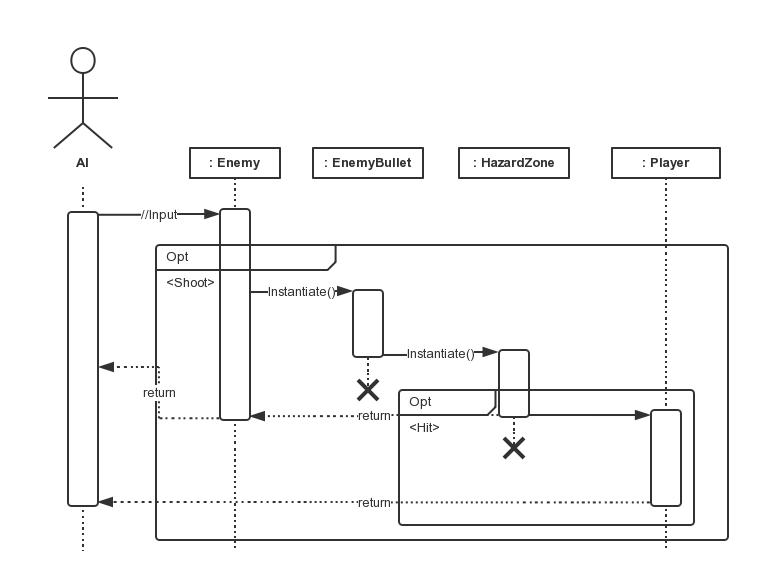 AI
: Enemy
: EnemyBullet
: HazardZone
: Player
//Input
Opt
<Shoot>
Instantiate()
Instantiate()
return
Opt
return
<Hit>
return